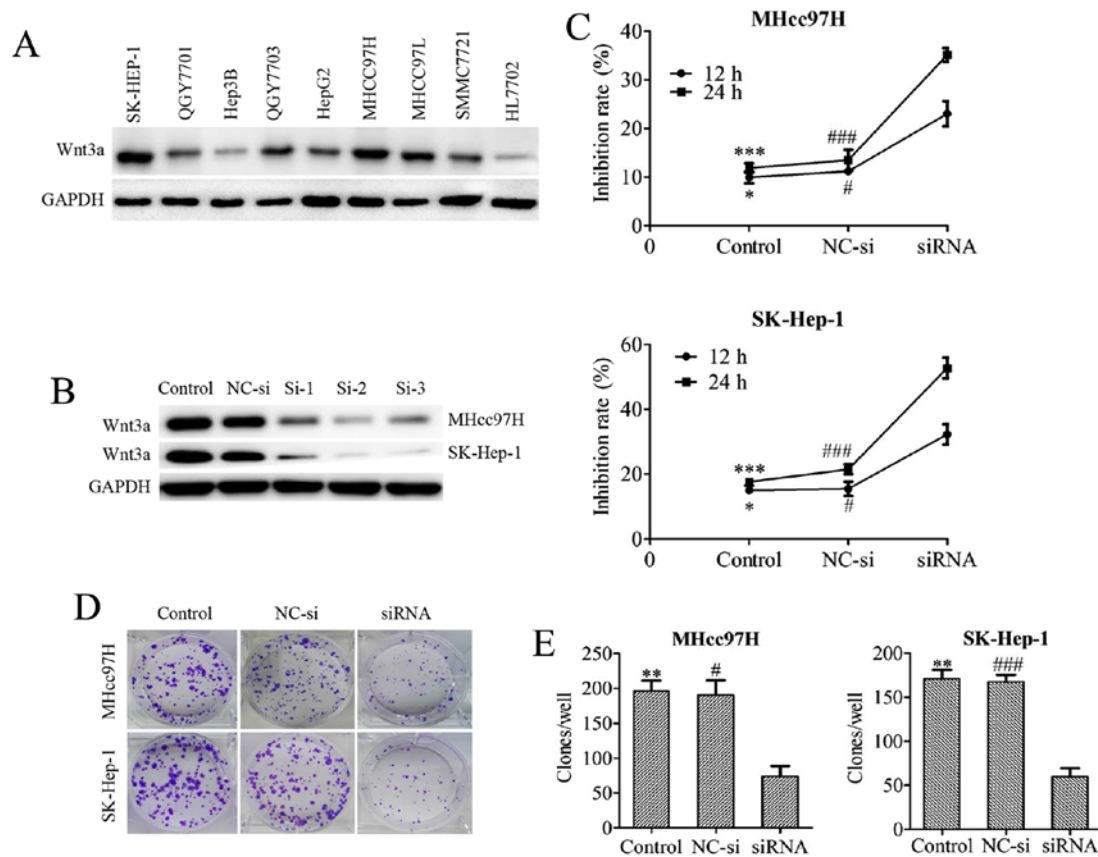 A
SK-HEP-1
QGY7701
Hep3B
QGY7703
HepG2
MHCC97H
MHCC97L
SMMC7721
HL7702
Wnt3a
GAPDH
B
Control NC-si Si-1 Si-2 Si-3
Wnt3a MHcc97H
Wnt3a SK-Hep-1
GAPDH
C
MHcc97H
Inhibition rate (%)
40
30
20
10
0
12 h
24 h
***
*
###
#
0 Control NC-si siRNA
SK-Hep-1
Inhibition rate (%)
60
40
20
0
12 h
24 h
***
*
###
#
0 Control NC-si siRNA
D
Control NC-si siRNA
MHcc97H
SK-Hep-1
E
MHcc97H
Clones/well
250
200
150
100
50
0
** #
Control NC-si siRNA
SK-Hep-1
Clones/well
200
150
100
50
0
** ###
Control NC-si siRNA